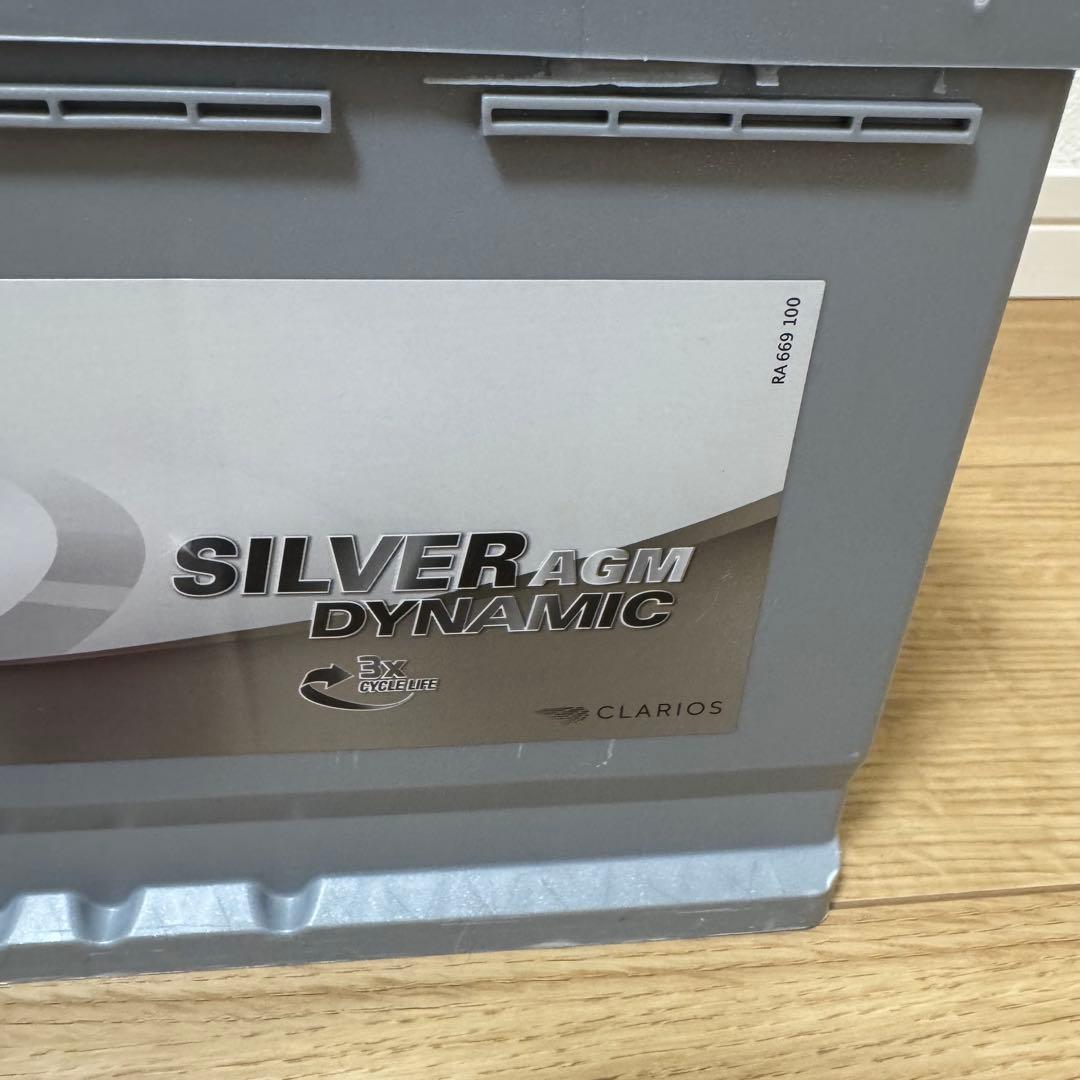 RA 669 100
SILVER AGM
DYNAMIC
3x
CYCLE LIFE
CLARIOS